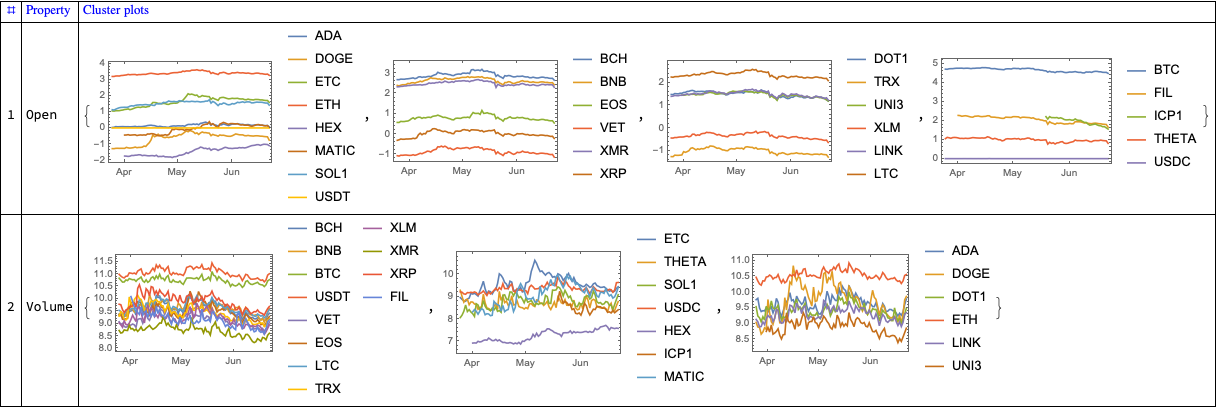 # Property Cluster plots
1 Open
{
4
3
2
1
0
−1
−2
Apr May Jun
ADA
DOGE
ETC
ETH
HEX
MATIC
SOL1
USDT
,
3
2
1
0
−1
Apr May Jun
BCH
BNB
EOS
VET
XMR
XRP
,
2
1
0
−1
Apr May Jun
DOT1
TRX
UNI3
XLM
LINK
LTC
,
5
4
3
2
1
0
Apr May Jun
BTC
FIL
ICP1
THETA
USDC
}
2 Volume
{
11.5
11.0
10.5
10.0
9.5
9.0
8.5
8.0
Apr May Jun
BCH XLM
BNB XMR
BTC XRP
USDT FIL
VET
EOS
LTC
TRX
,
10
9
8
7
Apr May Jun
ETC
THETA
SOL1
USDC
HEX
ICP1
MATIC
,
11.0
10.5
10.0
9.5
9.0
8.5
Apr May Jun
ADA
DOGE
DOT1
ETH
LINK
UNI3
}